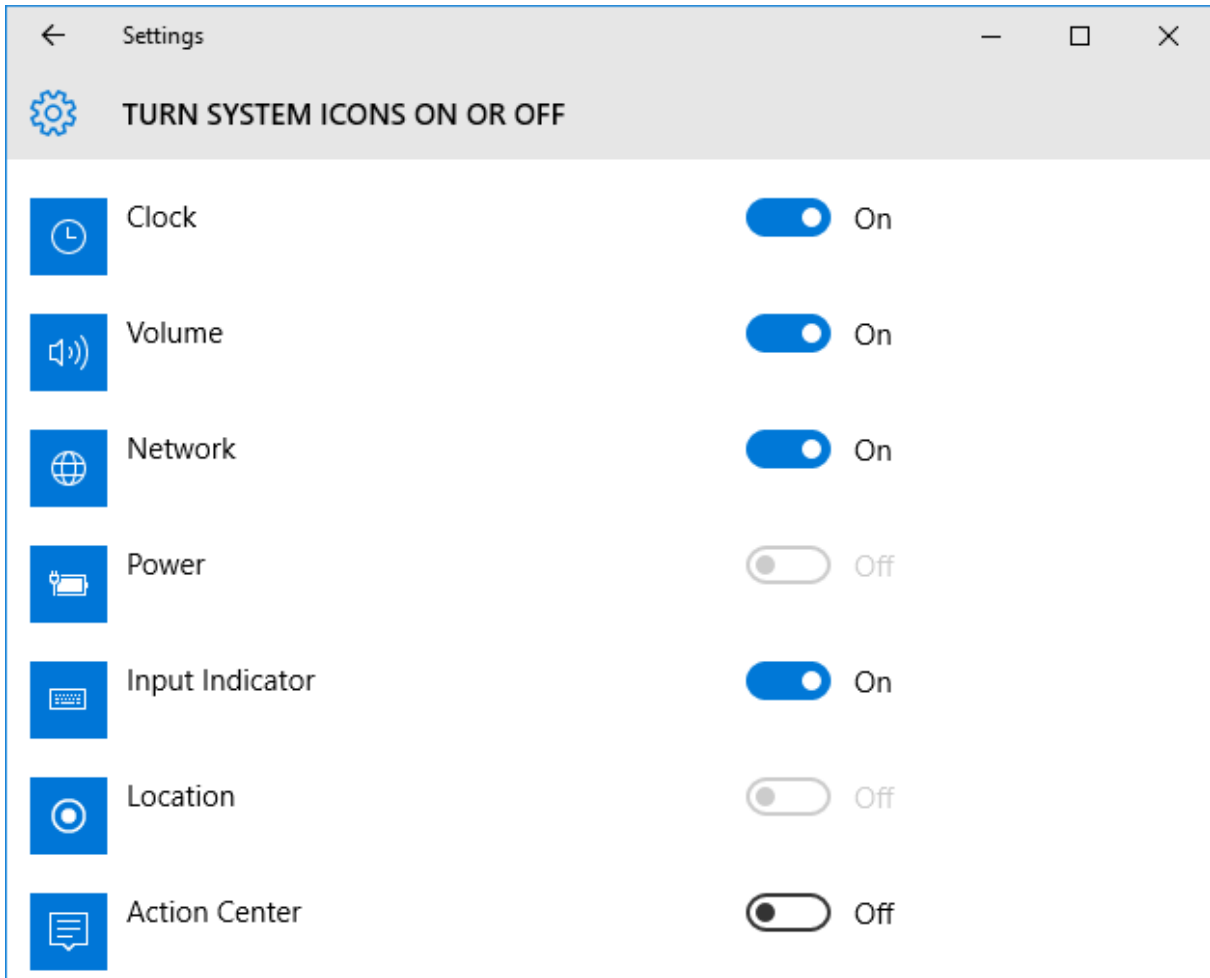 Settings
TURN SYSTEM ICONS ON OR OFF
Clock On
Volume On
Network On
Power Off
Input Indicator On
Location Off
Action Center Off